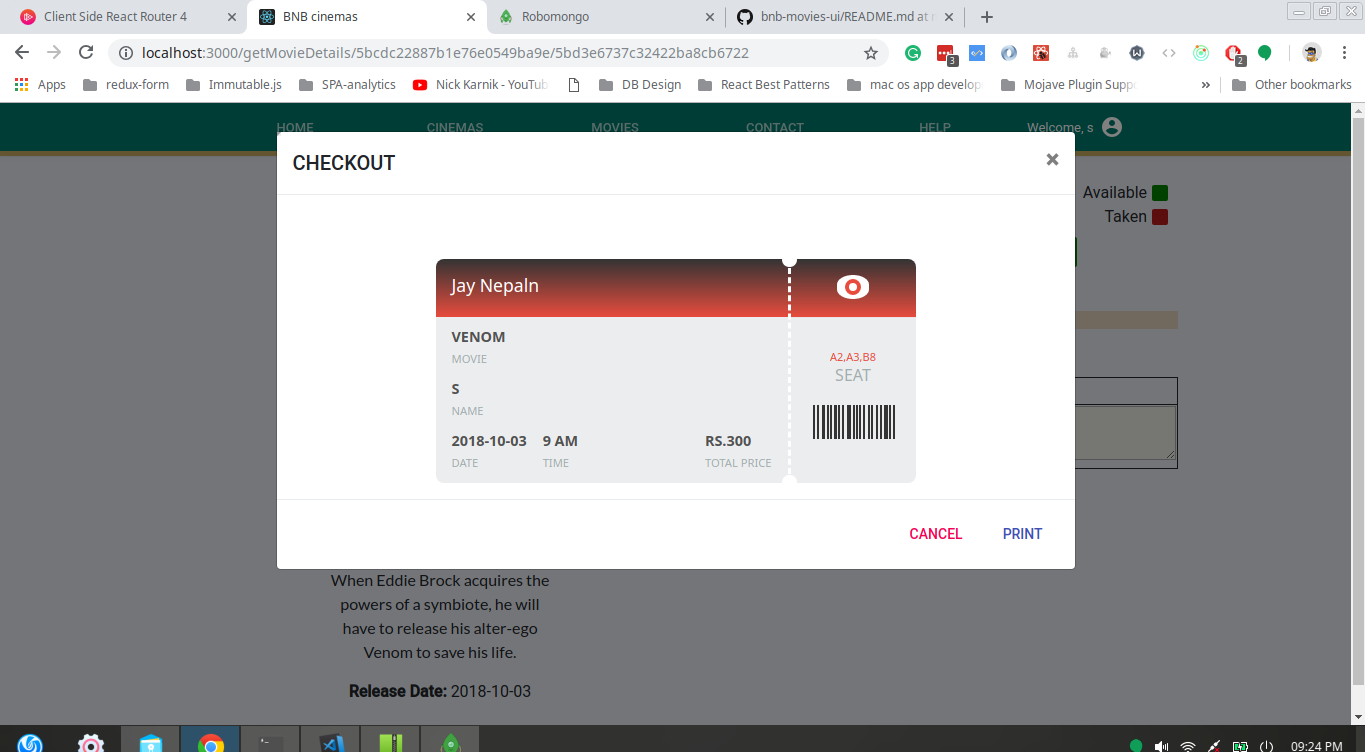 Client Side React Router 4
BNB cinemas
Robomongo
bnb-movies-ui/README.md at
localhost:3000/getMovieDetails/5bcdc22887b1e76e0549ba9e/5bd3e6737c32422ba8cb6722
3
2
Apps
redux-form
Immutable.js
SPA-analytics
Nick Karnik - YouTub
DB Design
React Best Patterns
mac os app develop
Mojave Plugin Supp
»
Other bookmarks
HOME
CINEMAS
MOVIES
CONTACT
HELP
Welcome, s
CHECKOUT
×
Available
Taken
Jay Nepaln
VENOM
MOVIE
S
NAME
2018-10-03
9 AM
RS.300
DATE
TIME
TOTAL PRICE
A2,A3,B8
SEAT
CANCEL
PRINT
When Eddie Brock acquires the
powers of a symbiote, he will
have to release his alter-ego
Venom to save his life.
Release Date: 2018-10-03
09:24 PM